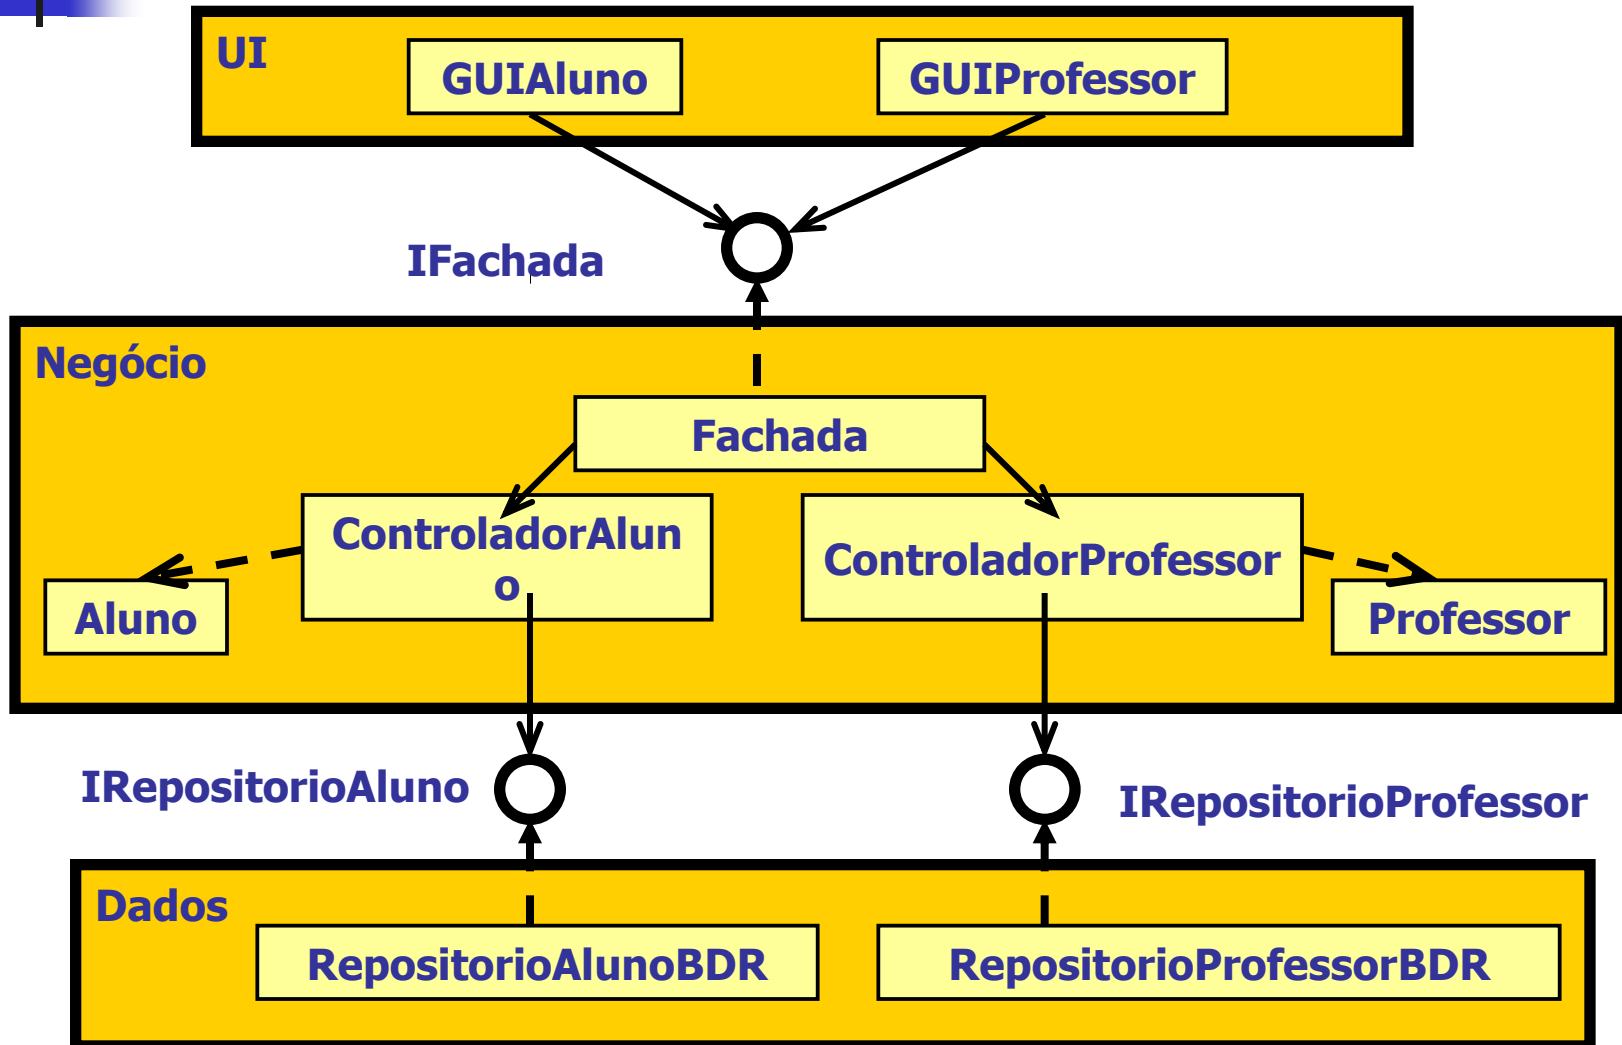 UI
GUIAluno
GUIProfessor
IFachada
Negócio
Fachada
ControladorAlun
o
ControladorProfessor
Aluno
Professor
IRepositorioAluno
IRepositorioProfessor
Dados
RepositorioAlunoBDR
RepositorioProfessorBDR